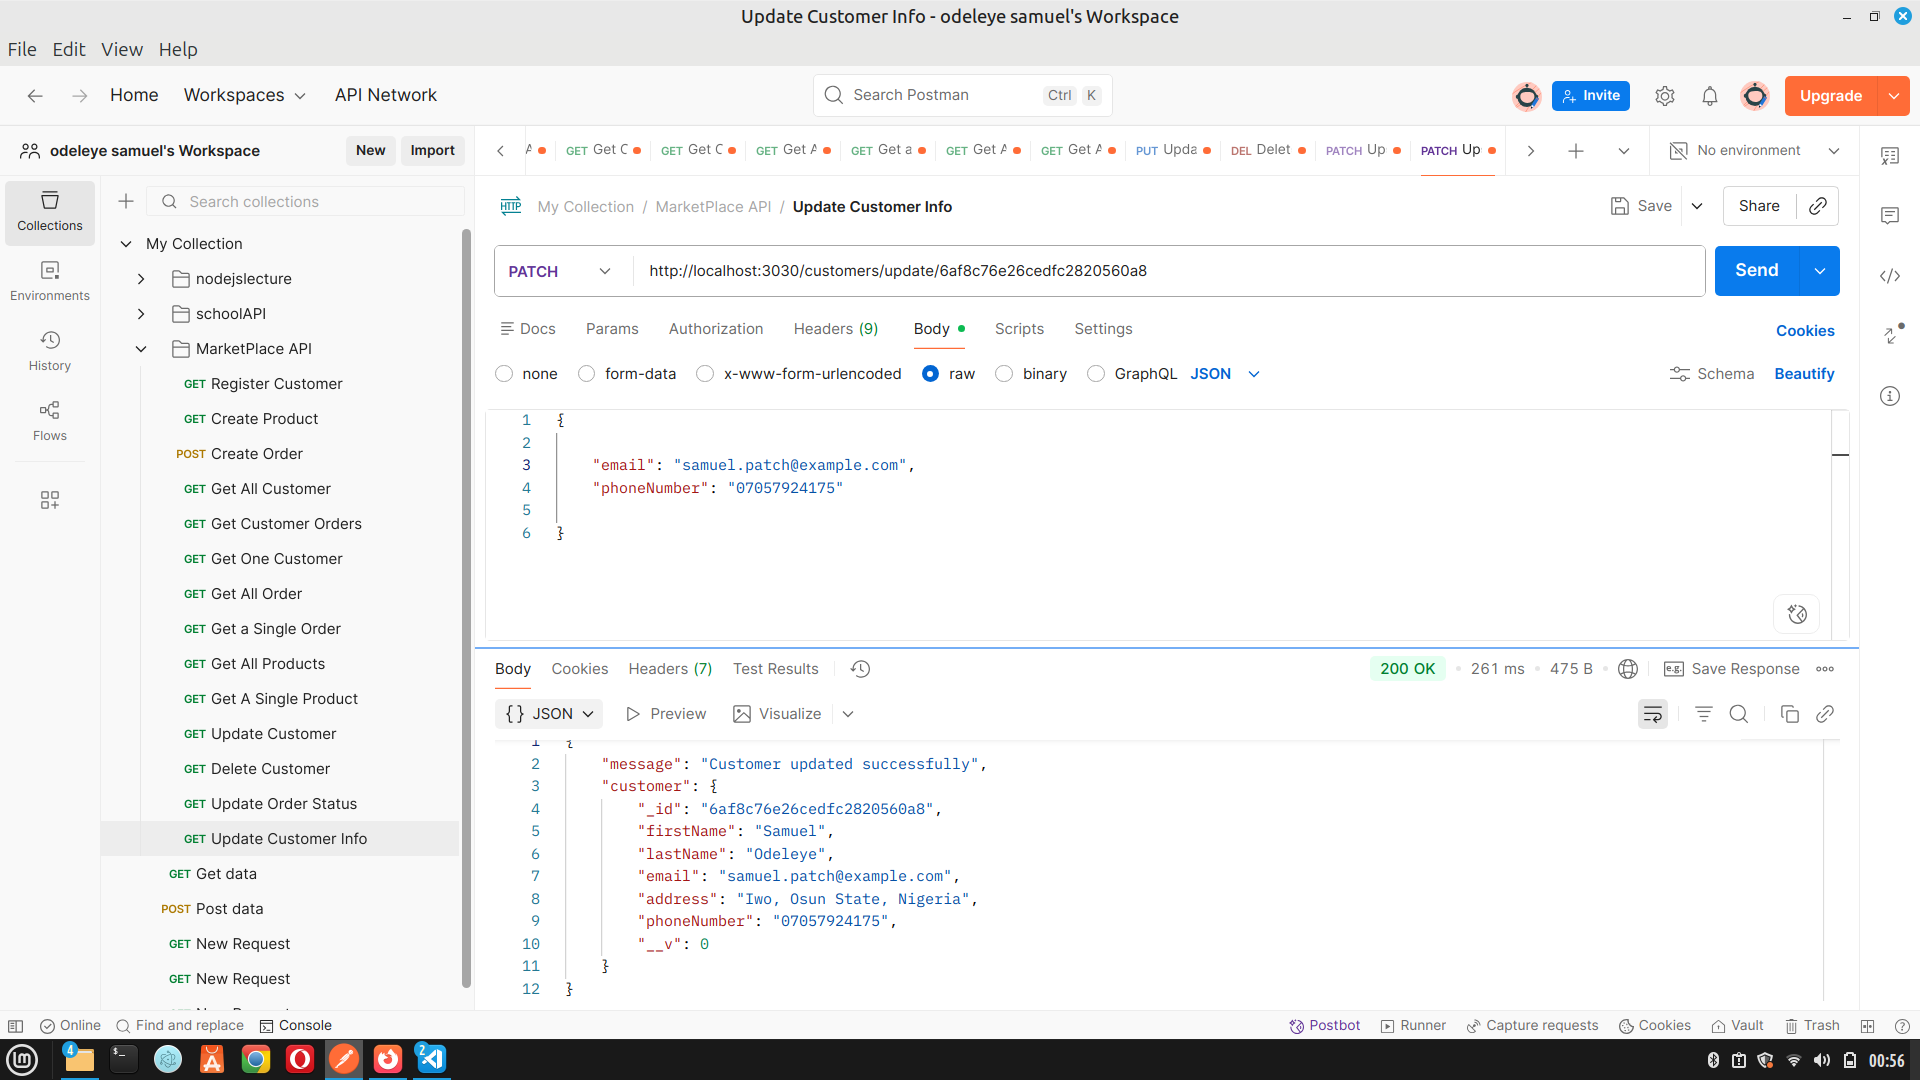 Update Customer Info - odeleye samuel's Workspace
File Edit View Help
Home Workspaces API Network
Search Postman Ctrl K
Invite
Upgrade
odeleye samuel's Workspace New Import
GET Get C GET Get C GET Get A GET Get a GET Get A GET Get A PUT Upda DEL Delet PATCH Up PATCH Up
No environment
Collections
Environments
History
Flows
Search collections
My Collection
nodejslecture
schoolAPI
MarketPlace API
GET Register Customer
GET Create Product
POST Create Order
GET Get All Customer
GET Get Customer Orders
GET Get One Customer
GET Get All Order
GET Get a Single Order
GET Get All Products
GET Get A Single Product
GET Update Customer
GET Delete Customer
GET Update Order Status
GET Update Customer Info
GET Get data
POST Post data
GET New Request
GET New Request
HTTP My Collection / MarketPlace API / Update Customer Info
Save Share
PATCH http://localhost:3030/customers/update/6af8c76e26cedfc2820560a8 Send
Docs Params Authorization Headers (9) Body Scripts Settings Cookies
none form-data x-www-form-urlencoded raw binary GraphQL JSON Schema Beautify
1 {
2
3 "email": "samuel.patch@example.com",
4 "phoneNumber": "07057924175"
5
6 }
Body Cookies Headers (7) Test Results 200 OK 261 ms 475 B e.g. Save Response
{} JSON Preview Visualize
1 {
2 "message": "Customer updated successfully",
3 "customer": {
4 "_id": "6af8c76e26cedfc2820560a8",
5 "firstName": "Samuel",
6 "lastName": "Odeleye",
7 "email": "samuel.patch@example.com",
8 "address": "Iwo, Osun State, Nigeria",
9 "phoneNumber": "07057924175",
10 "__v": 0
11 }
12 }
Online Find and replace Console
Postbot Runner Capture requests Cookies Vault Trash
4
2
00:56